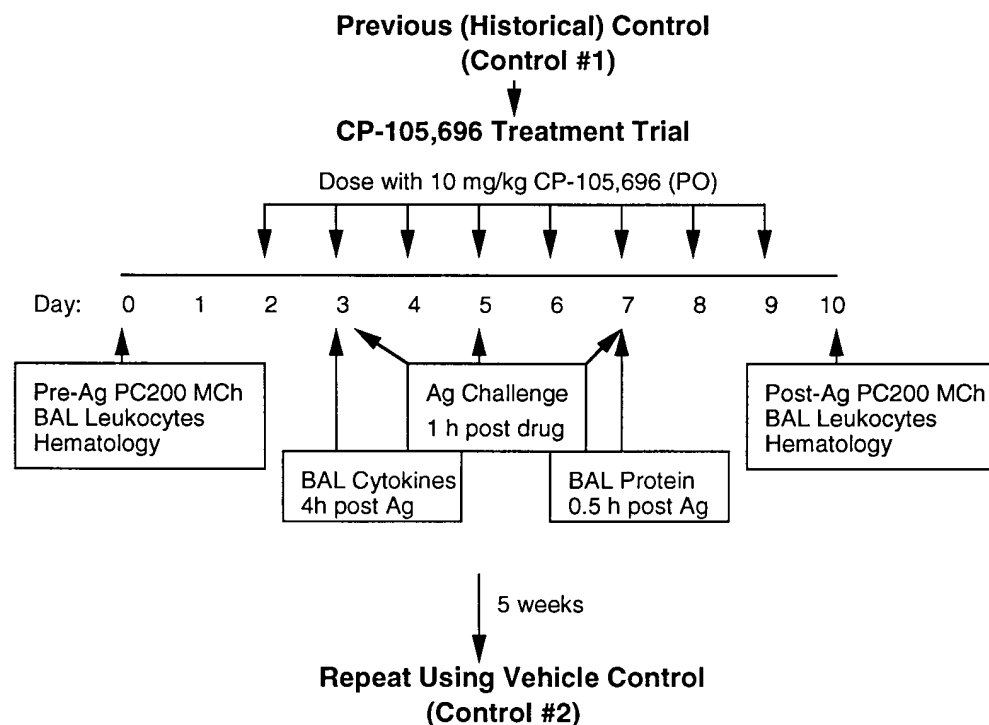 Previous (Historical) Control
(Control #1)
CP-105,696 Treatment Trial
Dose with 10 mg/kg CP-105,696 (PO)
Day: 0 1 2 3 4 5 6 7 8 9 10
Pre-Ag PC200 MCh
BAL Leukocytes
Hematology
Ag Challenge
1 h post drug
Post-Ag PC200 MCh
BAL Leukocytes
Hematology
BAL Cytokines
4h post Ag
BAL Protein
0.5 h post Ag
5 weeks
Repeat Using Vehicle Control
(Control #2)